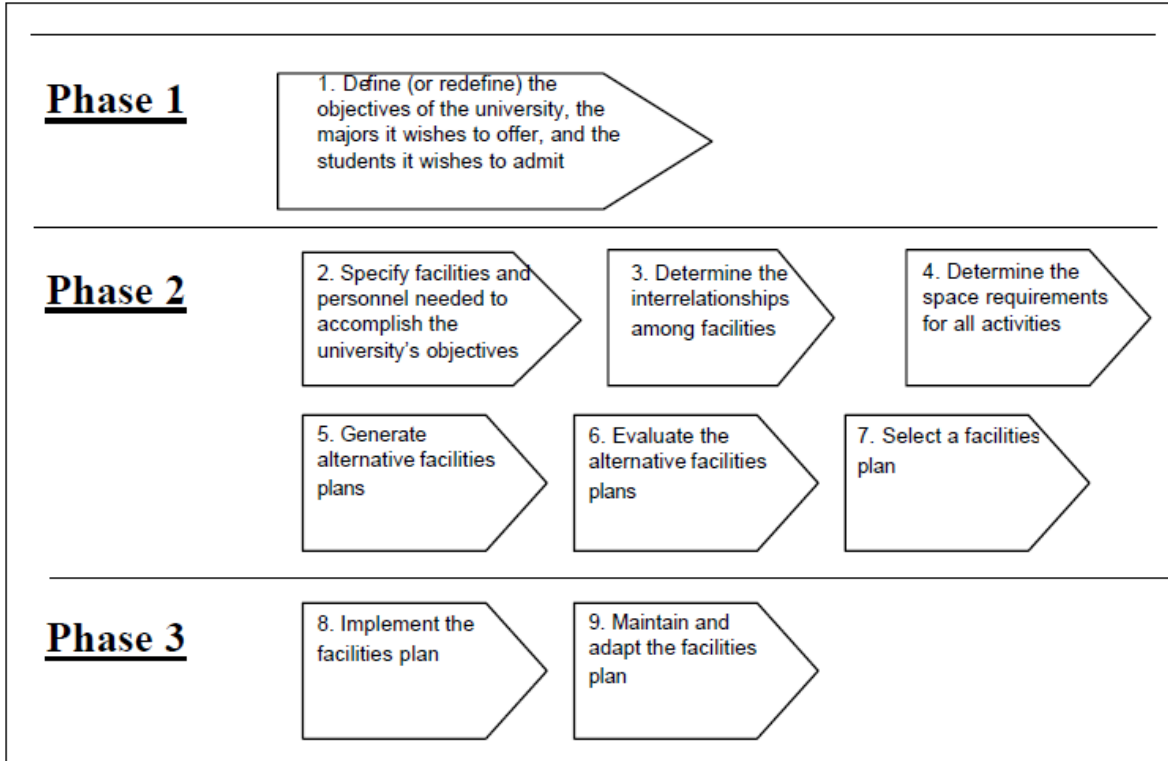 Phase 1
1. Define (or redefine) the
objectives of the university, the
majors it wishes to offer, and the
students it wishes to admit
Phase 2
2. Specify facilities and
personnel needed to
accomplish the
university's objectives
3. Determine the
interrelationships
among facilities
4. Determine the
space requirements
for all activities
5. Generate
alternative facilities
plans
6. Evaluate the
alternative facilities
plans
7. Select a facilities
plan
Phase 3
8. Implement the
facilities plan
9. Maintain and
adapt the facilities
plan